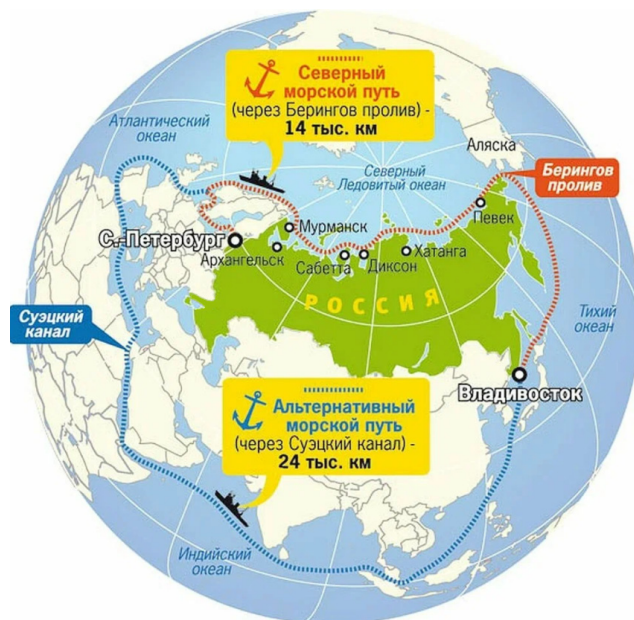 Северный
морской путь
(через Берингов пролив) -
14 тыс. км
Атлантический
океан
Аляска
Северный
Ледовитый океан
Берингов
пролив
Певек
Мурманск
С.-Петербург
Архангельск
Сабетта
Диксон
Хатанга
РОССИЯ
Суэцкий
канал
Тихий
океан
Владивосток
Альтернативный
морской путь
(через Суэцкий канал) -
24 тыс. км
Индийский
океан